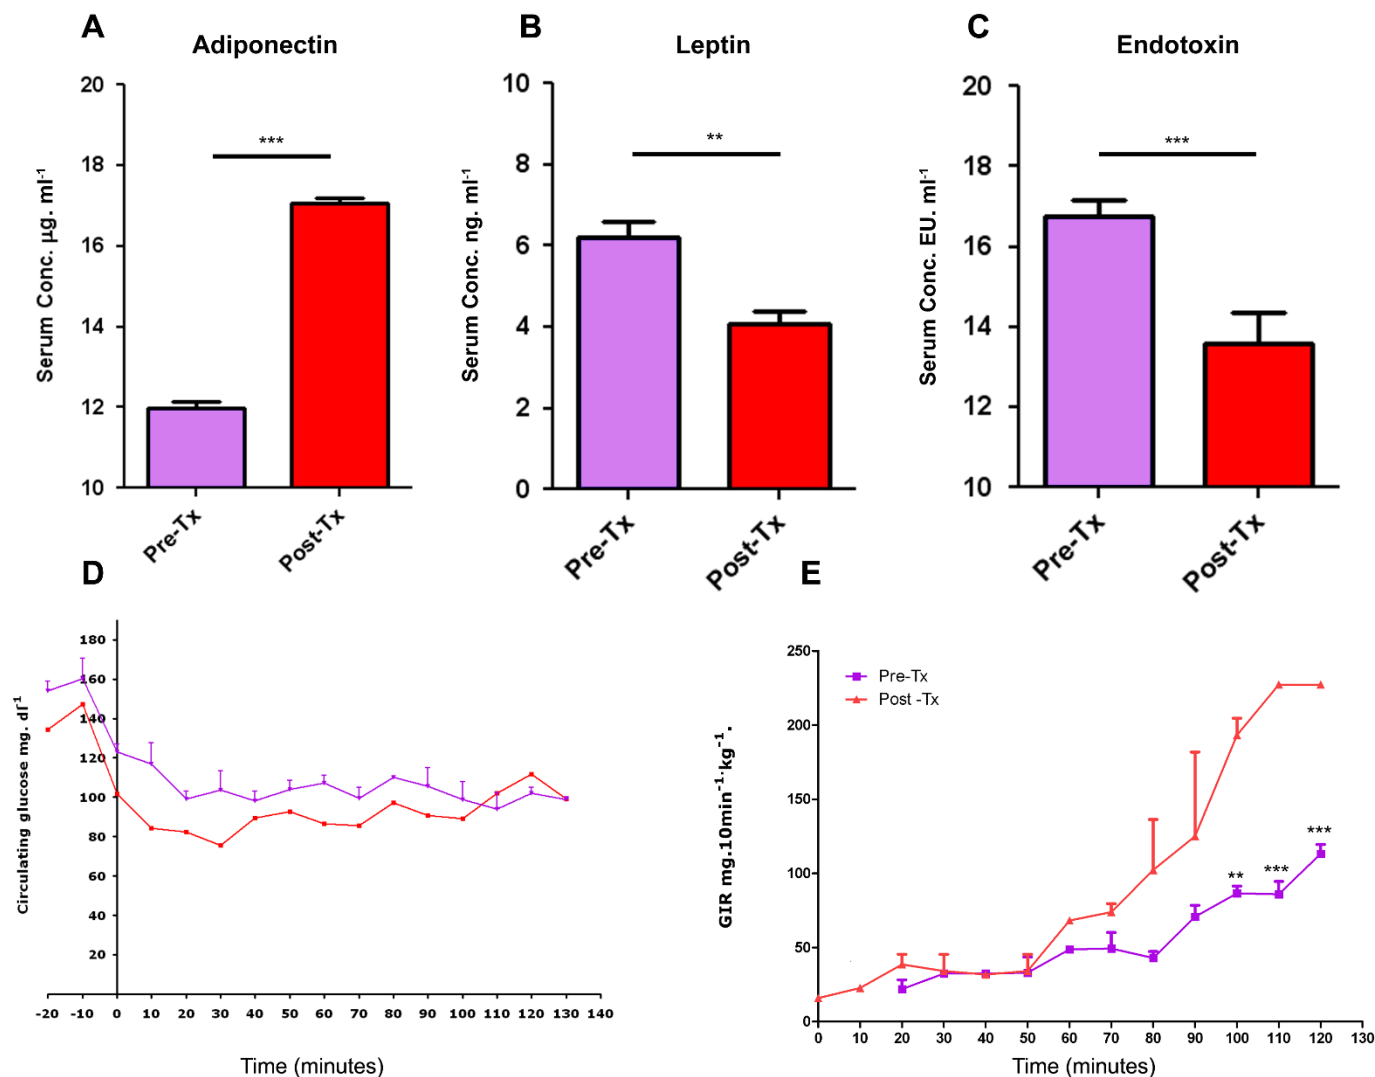 A
Adiponectin
20
18
16
14
12
10
Serum Conc. µg. ml⁻¹
***
Pre-Tx
Post-Tx
B
Leptin
10
8
6
4
2
0
Serum Conc. ng. ml⁻¹
**
Pre-Tx
Post-Tx
C
Endotoxin
20
18
16
14
12
10
Serum Conc. EU. ml⁻¹
***
Pre-Tx
Post-Tx
D
180
160
140
120
100
80
60
40
20
Circulating glucose mg. dl⁻¹
-20 -10 0 10 20 30 40 50 60 70 80 90 100 110 120 130 140
Time (minutes)
E
250
200
150
100
50
0
GIR mg.10min⁻¹·kg⁻¹.
Pre-Tx
Post -Tx
** *** ***
0 10 20 30 40 50 60 70 80 90 100 110 120 130
Time (minutes)